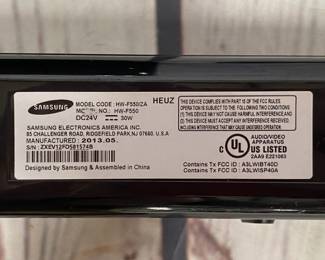 SAMSUNG
MODEL CODE : HW-F550/ZA
MODEL NO. : HW-F550
DC24V 30W
HEUZ
SAMSUNG ELECTRONICS AMERICA INC.
85 CHALLENGER ROAD, RIDGEFIELD PARK, NJ 07660. U.S.A.
MANUFACTURED : 2013.05.
S/N : ZXEV12FD581574B
Designed by Samsung & Assembled in China
THIS DEVICE COMPLIES WITH PART 15 OF THE FCC RULES
OPERATION IS SUBJECT TO THE FOLLOWING TWO
CONDITIONS:
(1) THIS DEVICE MAY NOT CAUSE HARMFUL INTERFERENCE, AND
(2) THIS DEVICE MUST ACCEPT ANY INTERFERENCE RECEIVED,
INCLUDING INTERFERENCE THAT MAY CAUSE
UNDESIRED OPERATION.
AUDIO/VIDEO
APPARATUS
C UL US LISTED
2AA9 E221083
Contains Tx FCC ID : A3LWIBT40D
Contains Tx FCC ID : A3LWISP40A